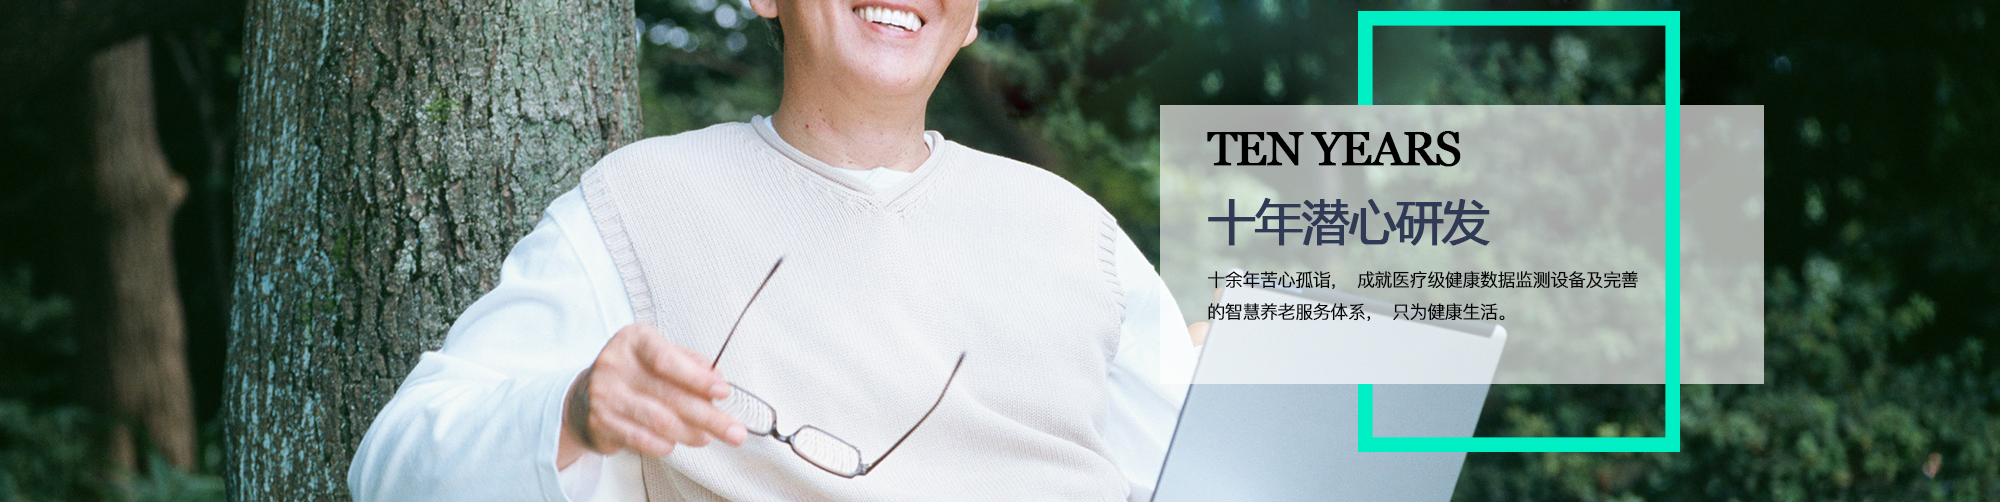 TEN YEARS
十年潜心研发
十余年苦心孤诣， 成就医疗级健康数据监测设备及完善
的智慧养老服务体系， 只为健康生活。